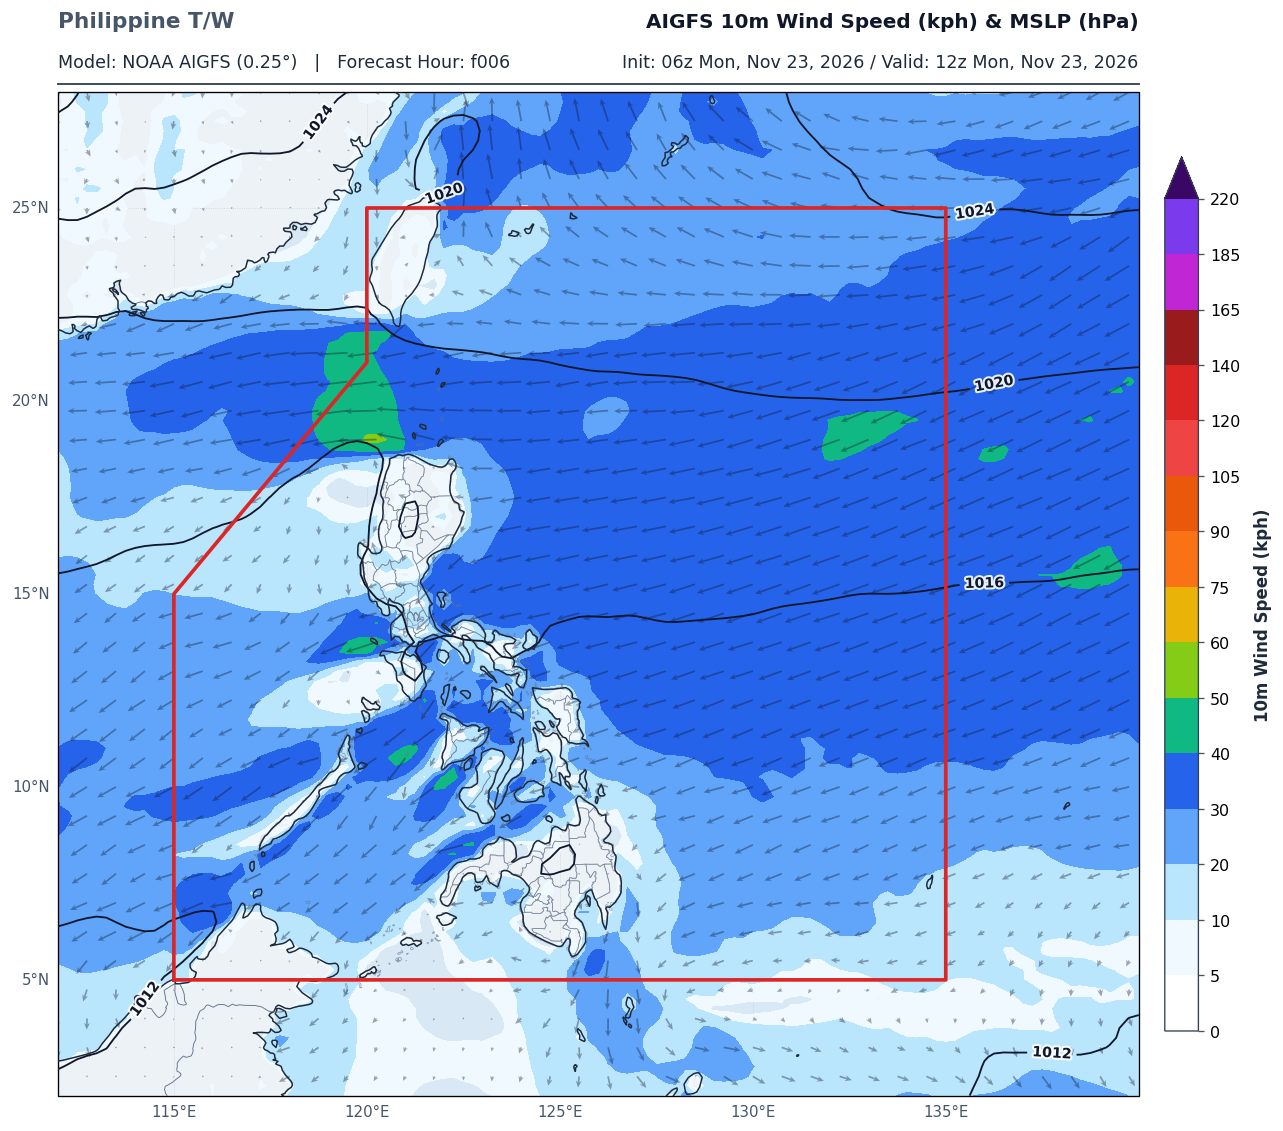 Philippine T/W
AIGFS 10m Wind Speed (kph) & MSLP (hPa)
Model: NOAA AIGFS (0.25°) | Forecast Hour: f006
Init: 06z Mon, Nov 23, 2026 / Valid: 12z Mon, Nov 23, 2026
1024
1020
1024
1020
1016
1012
1012
25°N
20°N
15°N
10°N
5°N
115°E
120°E
125°E
130°E
135°E
220
185
165
140
120
105
90
75
60
50
40
30
20
10
5
0
10m Wind Speed (kph)